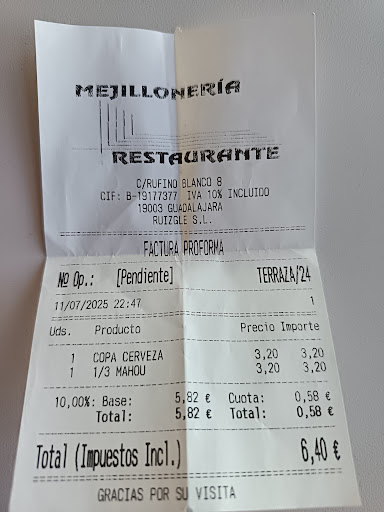 MEJILLONERÍA
RESTAURANTE
C/RUFINO BLANCO 8
CIF: B-19177377 IVA 10% INCLUIDO
19003 GUADALAJARA
RUIZGLE S.L.
FACTURA PROFORMA
Nº Op.: [Pendiente] TERRAZA/24
11/07/2025 22:47 1
Uds. Producto Precio Importe
1 COPA CERVEZA 3,20 3,20
1 1/3 MAHOU 3,20 3,20
10,00%: Base: 5,82 € Cuota: 0,58 €
Total: 5,82 € Total: 0,58 €
Total (Impuestos Incl.) 6,40 €
GRACIAS POR SU VISITA